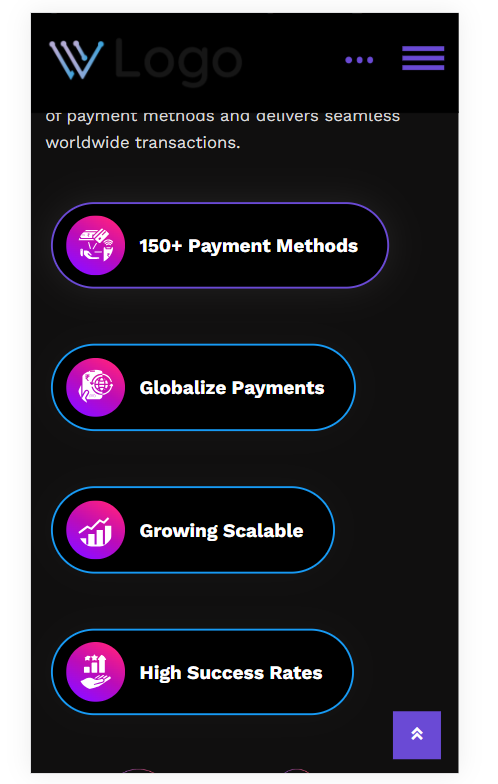 Logo
of payment methods and delivers seamless
worldwide transactions.
150+ Payment Methods
Globalize Payments
Growing Scalable
High Success Rates